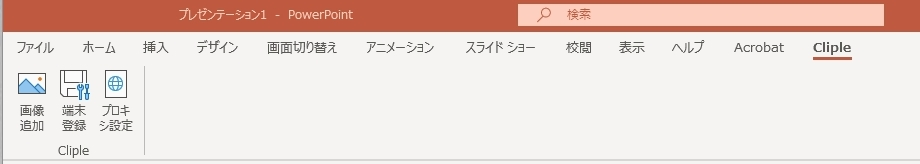 プレゼンテーション1 - PowerPoint
検索
ファイル ホーム 挿入 デザイン 画面切り替え アニメーション スライド ショー 校閲 表示 ヘルプ Acrobat Cliple
画像 端末 プロキ
追加 登録 シ設定
Cliple